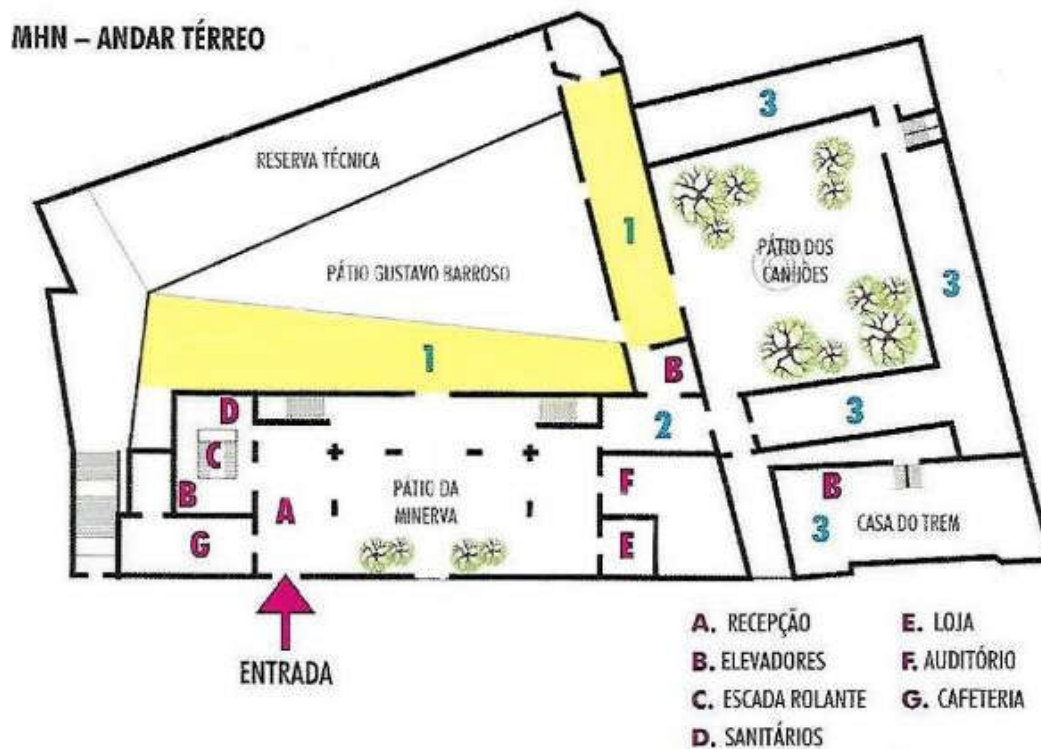 MHN – ANDAR TÉRREO
3
RESERVA TÉCNICA
1
PÁTIO DOS
CANHÕES
PÁTIO GUSTAVO BARROSO
3
1
B
D
3
2
C
F
B
B
PÁTIO DA
MINERVA
A
3
CASA DO TREM
G
E
ENTRADA
A. RECEPÇÃO
B. ELEVADORES
C. ESCADA ROLANTE
D. SANITÁRIOS
E. LOJA
F. AUDITÓRIO
G. CAFETERIA